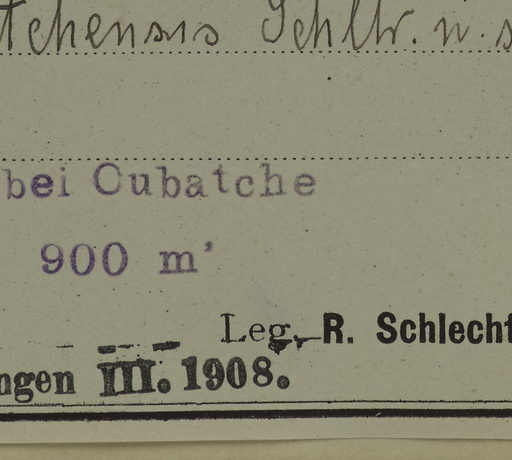 tchensis Schltr. n. s
bei Cubatche
900 m'
Leg. R. Schlecht
ngen III. 1908.